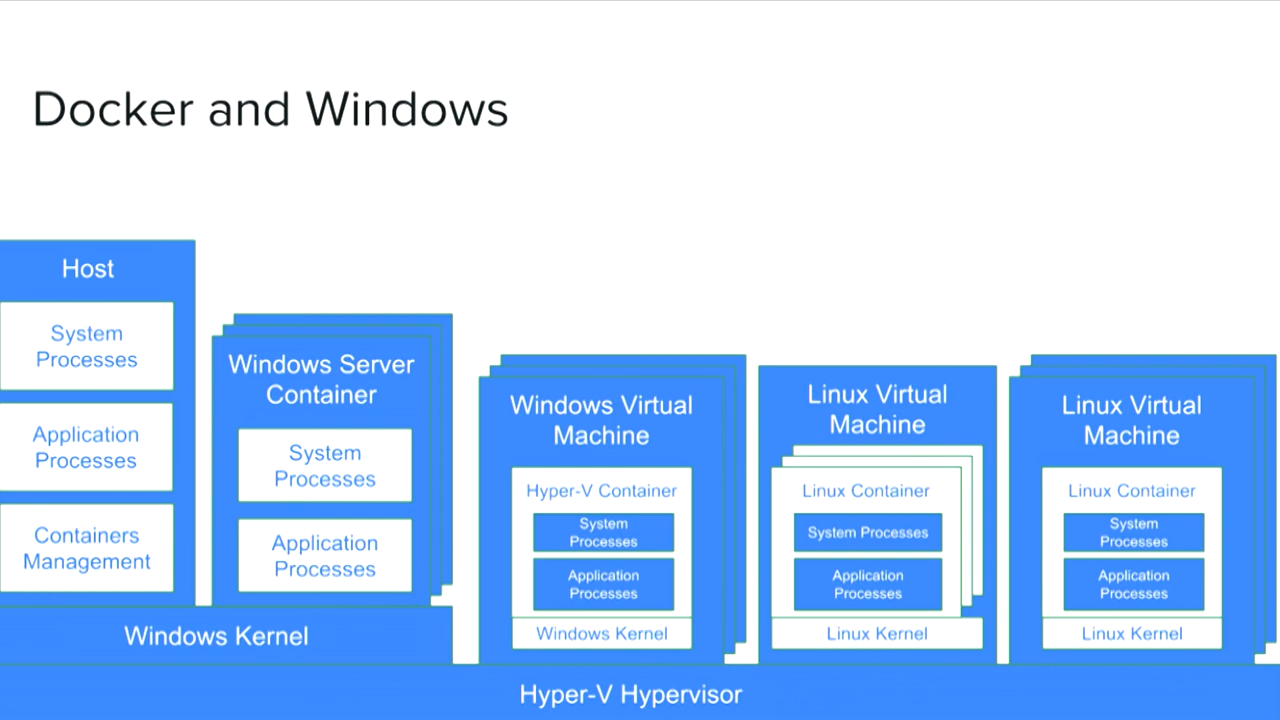 Docker and Windows
Host
System
Processes
Application
Processes
Containers
Management
Windows Server
Container
System
Processes
Application
Processes
Windows Kernel
Windows Virtual
Machine
Hyper-V Container
System
Processes
Application
Processes
Windows Kernel
Linux Virtual
Machine
Linux Container
System Processes
Application
Processes
Linux Kernel
Linux Virtual
Machine
Linux Container
System
Processes
Application
Processes
Linux Kernel
Hyper-V Hypervisor